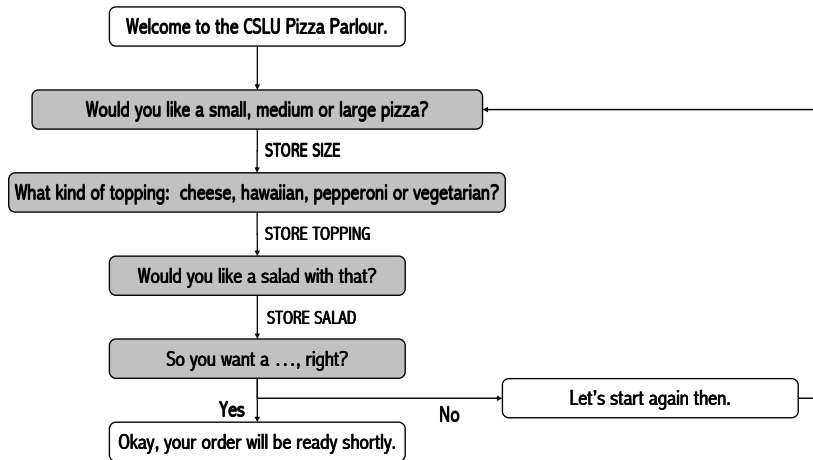 Welcome to the CSLU Pizza Parlour.
Would you like a small, medium or large pizza?
STORE SIZE
What kind of topping:  cheese, hawaiian, pepperoni or vegetarian?
STORE TOPPING
Would you like a salad with that?
STORE SALAD
So you want a …, right?
Let's start again then.
Yes
No
Okay, your order will be ready shortly.